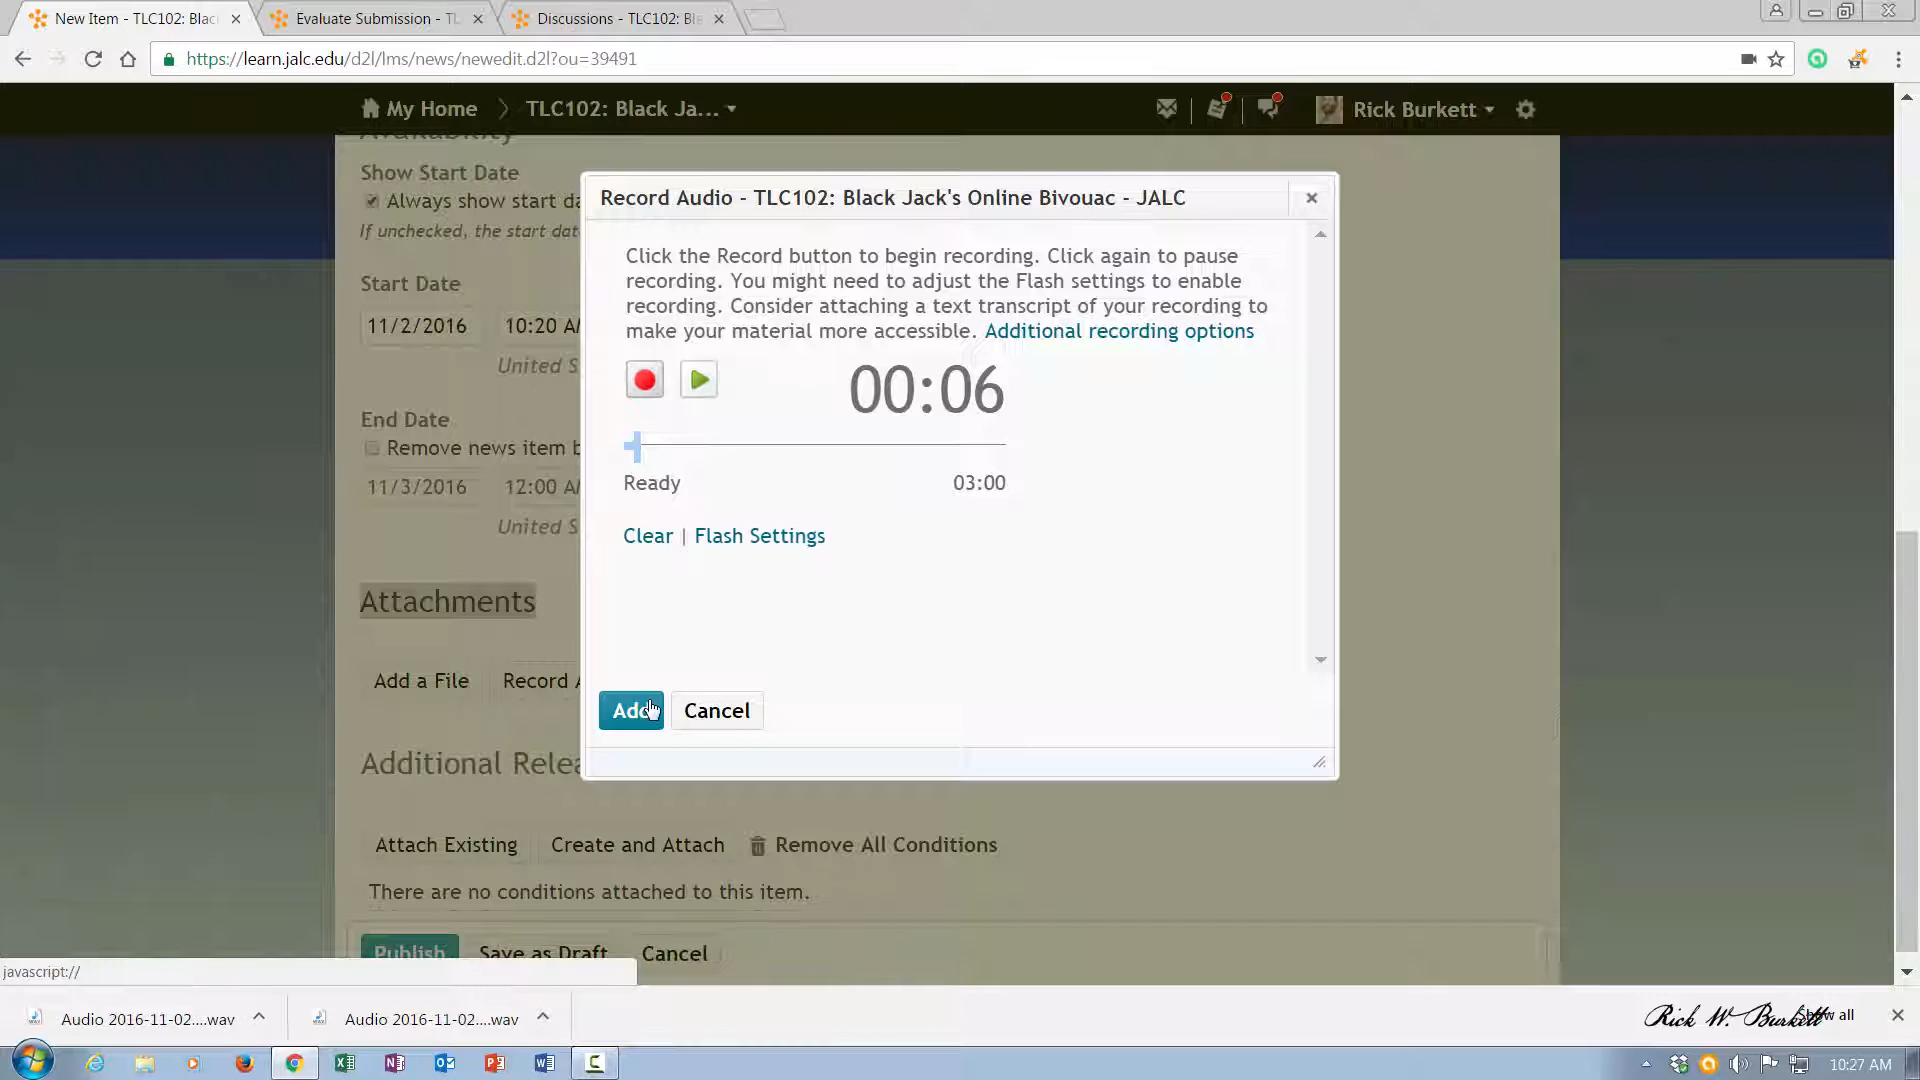 New Item - TLC102: Blac
Evaluate Submission - TL
Discussions - TLC102: Bl
https://learn.jalc.edu/d2l/lms/news/newedit.d2l?ou=39491
My Home
TLC102: Black Ja...
Rick Burkett
Availability
Show Start Date
Always show start da
If unchecked, the start dat
Start Date
11/2/2016
10:20 AM
United S
End Date
Remove news item b
11/3/2016
12:00 AM
United S
Attachments
Add a File
Record A
Additional Relea
Record Audio - TLC102: Black Jack's Online Bivouac - JALC
Click the Record button to begin recording. Click again to pause
recording. You might need to adjust the Flash settings to enable
recording. Consider attaching a text transcript of your recording to
make your material more accessible. Additional recording options
00:06
Ready
03:00
Clear | Flash Settings
Add
Cancel
Attach Existing
Create and Attach
Remove All Conditions
There are no conditions attached to this item.
Publish
Save as Draft
Cancel
javascript://
Audio 2016-11-02....wav
Audio 2016-11-02....wav
Rick W. Burkett
Show all
10:27 AM